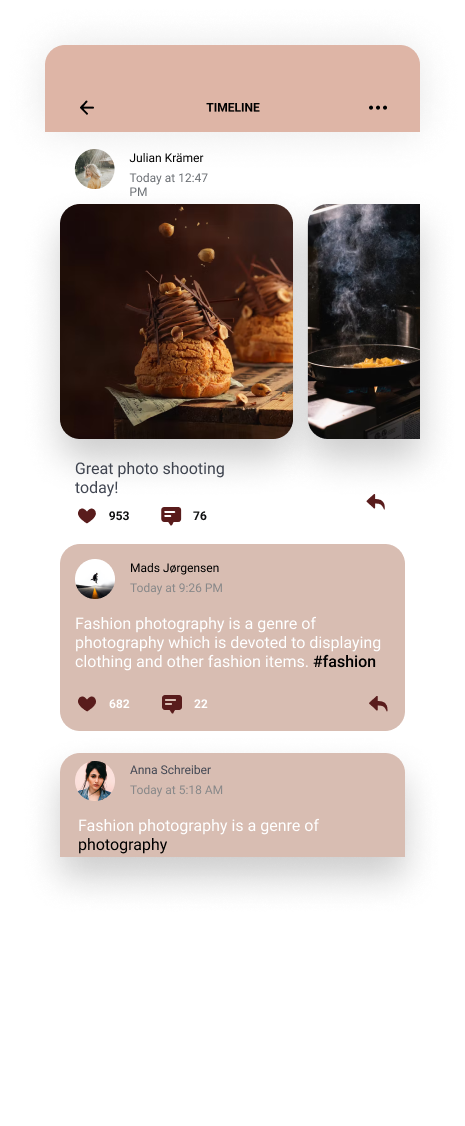 TIMELINE
Julian Krämer
Today at 12:47
PM
Great photo shooting
today!
953
76
Mads Jørgensen
Today at 9:26 PM
Fashion photography is a genre of
photography which is devoted to displaying
clothing and other fashion items. #fashion
682
22
Anna Schreiber
Today at 5:18 AM
Fashion photography is a genre of
photography